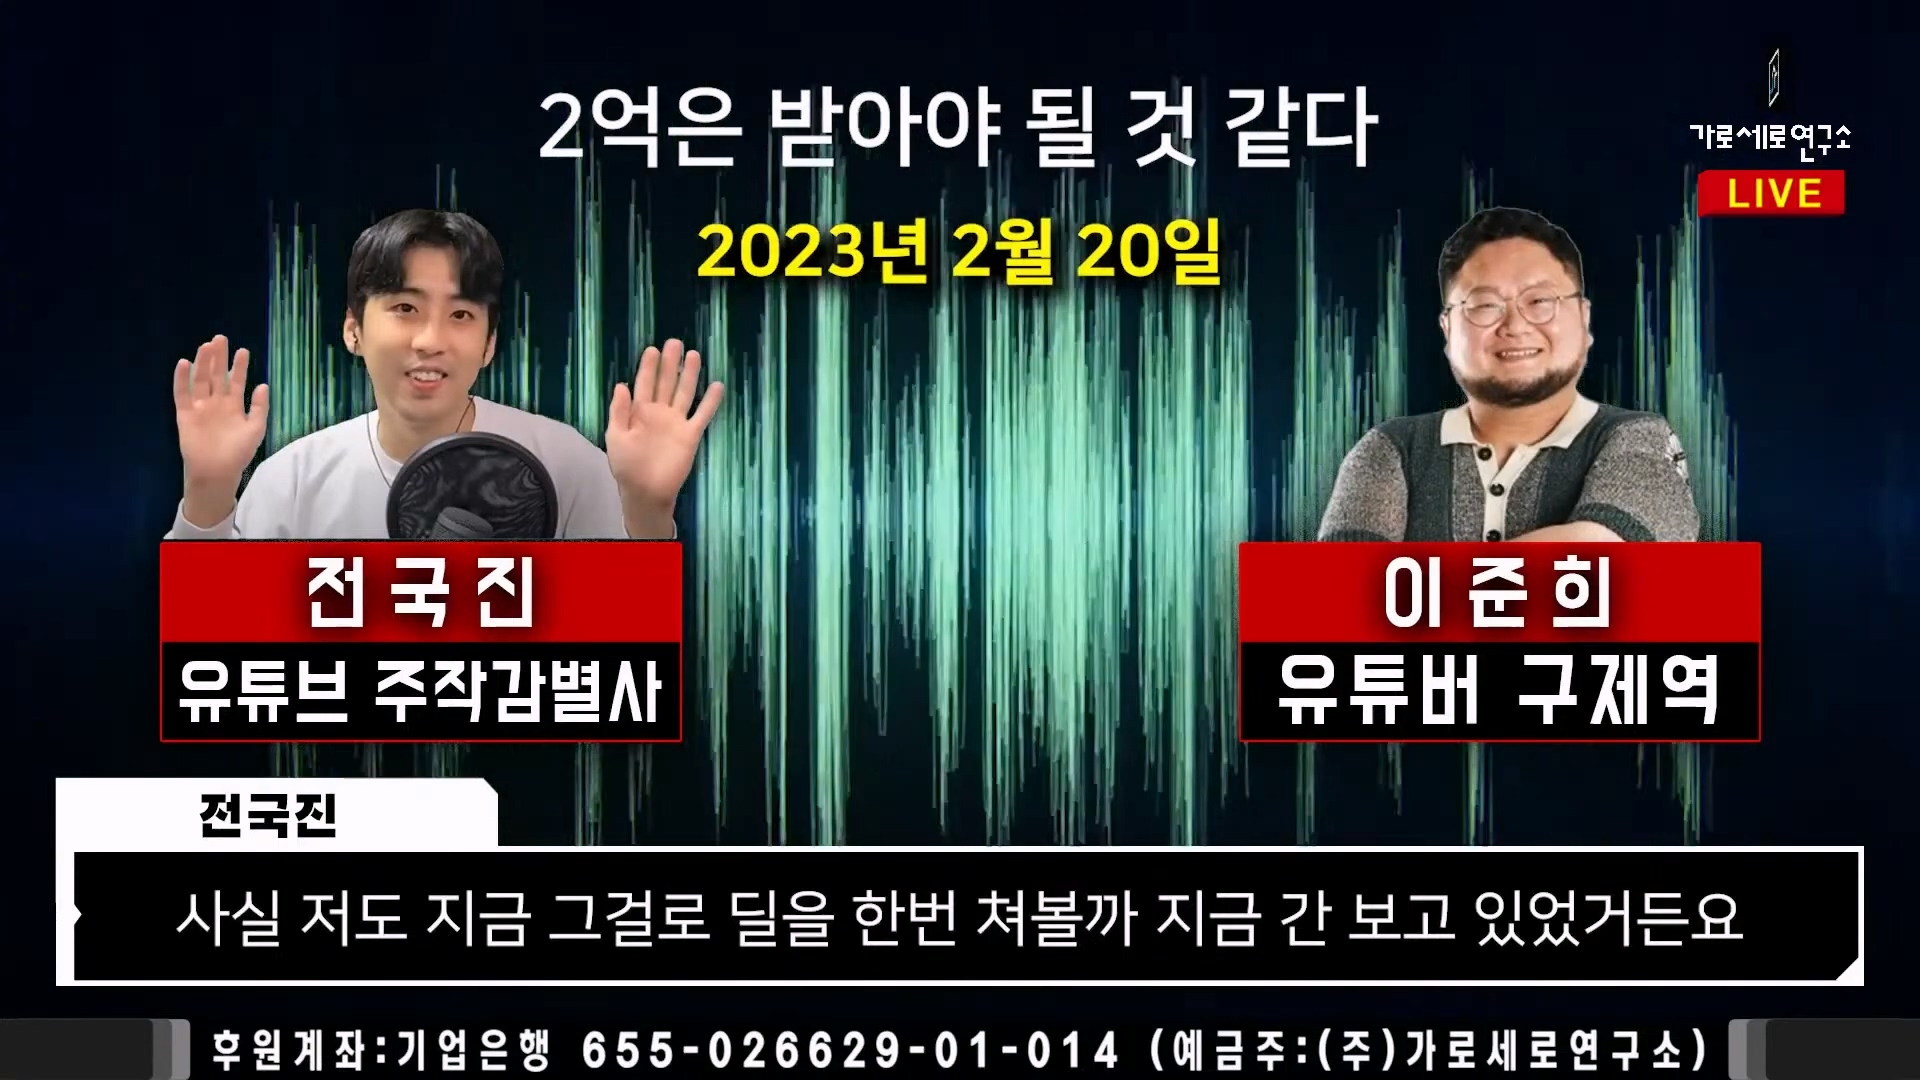 2억은 받아야 될 것 같다
가로세로연구소
LIVE
2023년 2월 20일
전국진
유튜브 주작감별사
이준희
유튜버 구제역
전국진
사실 저도 지금 그걸로 딜을 한번 쳐볼까 지금 간 보고 있었거든요
후원계좌:기업은행 655-026629-01-014 (예금주:(주)가로세로연구소)